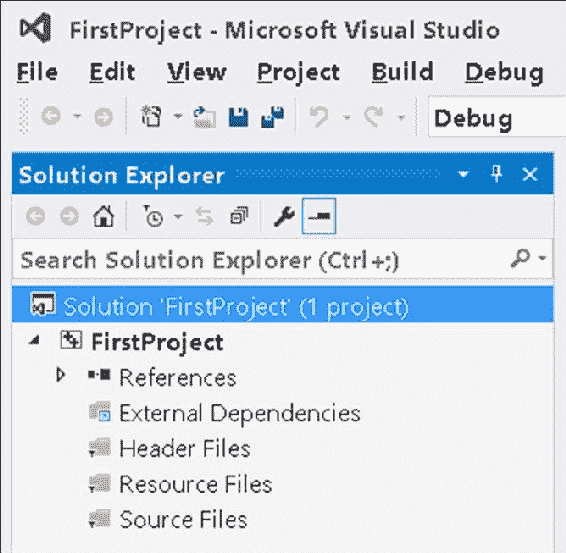 FirstProject - Microsoft Visual Studio
File Edit View Project Build Debug
Debug
Solution Explorer
Search Solution Explorer (Ctrl+;)
Solution 'FirstProject' (1 project)
FirstProject
References
External Dependencies
Header Files
Resource Files
Source Files